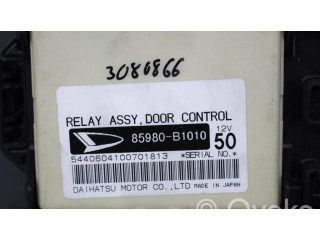 3080866
RELAY ASSY, DOOR CONTROL
85980-B1010 12V 50
5440604100701813 *SERIAL NO.*
DAIHATSU MOTOR CO.,LTD MADE IN JAPAN
Ovoko